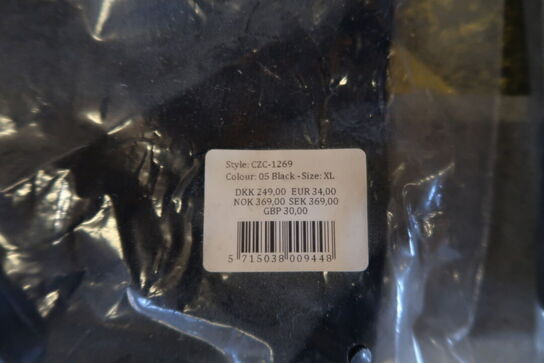 Style: CZC-1269
Colour: 05 Black - Size: XL
DKK 249,00 EUR 34,00
NOK 369,00 SEK 369,00
GBP 30,00
5 715038 009448